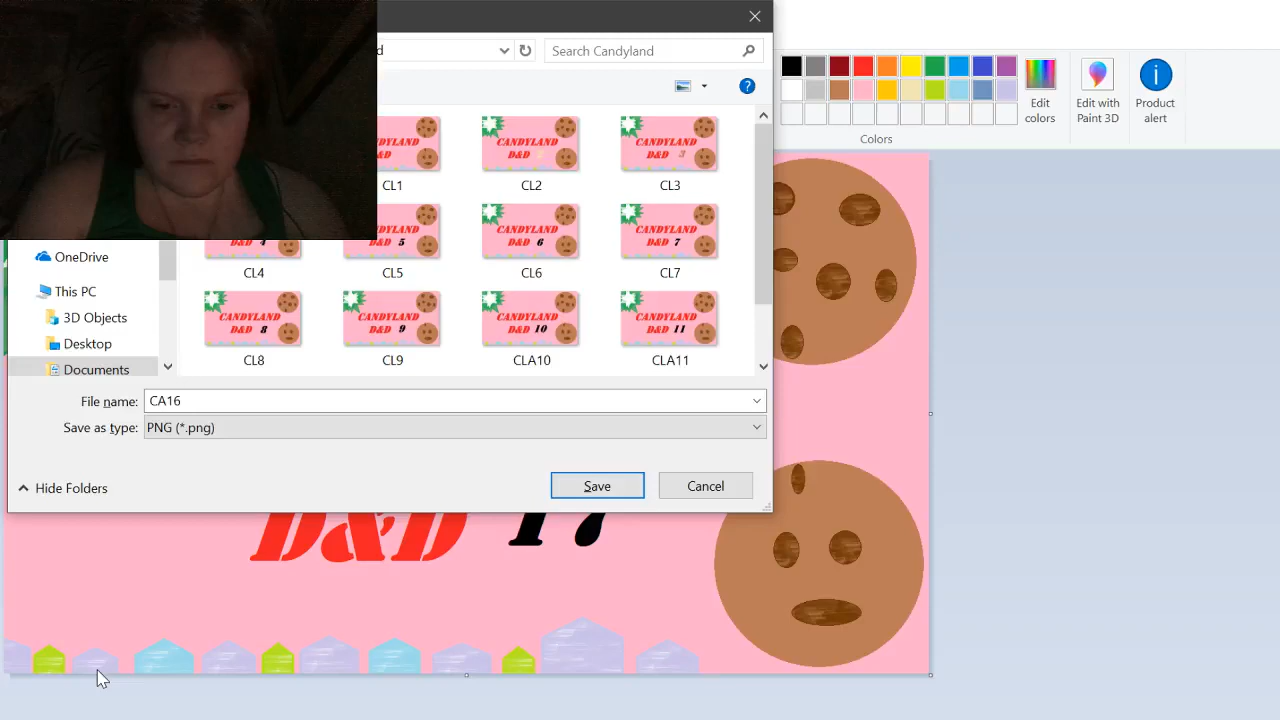 d
Search Candyland
Edit colors
Edit with Paint 3D
Product alert
Colors
CANDYLAND
D&D
CL1
CANDYLAND
D&D
CL2
CANDYLAND
D&D 3
CL3
OneDrive
This PC
3D Objects
Desktop
Documents
4
CL4
CANDYLAND
D&D 5
CL5
CANDYLAND
D&D 6
CL6
CANDYLAND
D&D 7
CL7
CANDYLAND
D&D 8
CL8
CANDYLAND
D&D 9
CL9
CANDYLAND
D&D 10
CLA10
CANDYLAND
D&D 11
CLA11
File name: CA16
Save as type: PNG (*.png)
Hide Folders
Save
Cancel
D&D 17